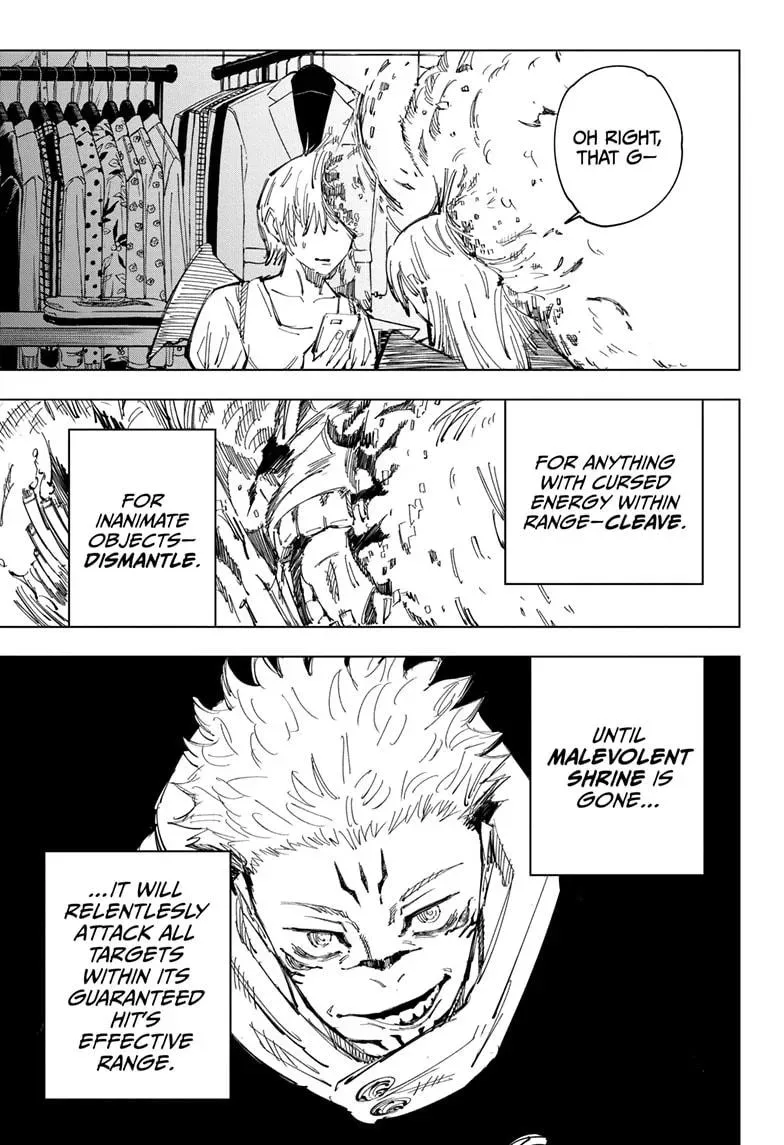 OH RIGHT,
THAT G—
FOR ANYTHING
WITH CURSED
ENERGY WITHIN
RANGE—CLEAVE.
FOR
INANIMATE
OBJECTS—
DISMANTLE.
UNTIL
MALEVOLENT
SHRINE IS
GONE...
...IT WILL
RELENTLESLY
ATTACK ALL
TARGETS
WITHIN ITS
GUARANTEED
HIT'S
EFFECTIVE
RANGE.